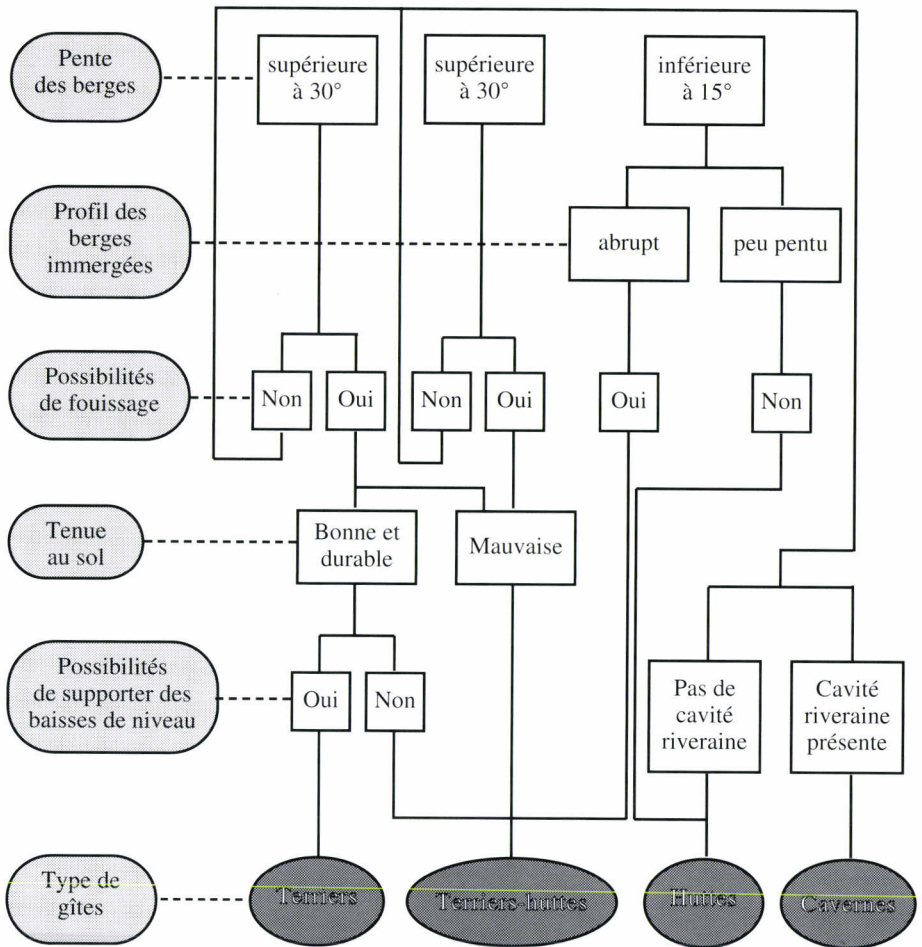 Pente
des berges
supérieure
à 30°
supérieure
à 30°
inférieure
à 15°
Profil des
berges
immergées
abrupt
peu pentu
Possibilités
de fouissage
Non
Oui
Non
Oui
Oui
Non
Tenue
au sol
Bonne et
durable
Mauvaise
Possibilités
de supporter des
baisses de niveau
Oui
Non
Pas de
cavité
riveraine
Cavité
riveraine
présente
Type de
gîtes
Terriers
Terriers-huttes
Huttes
Cavernes